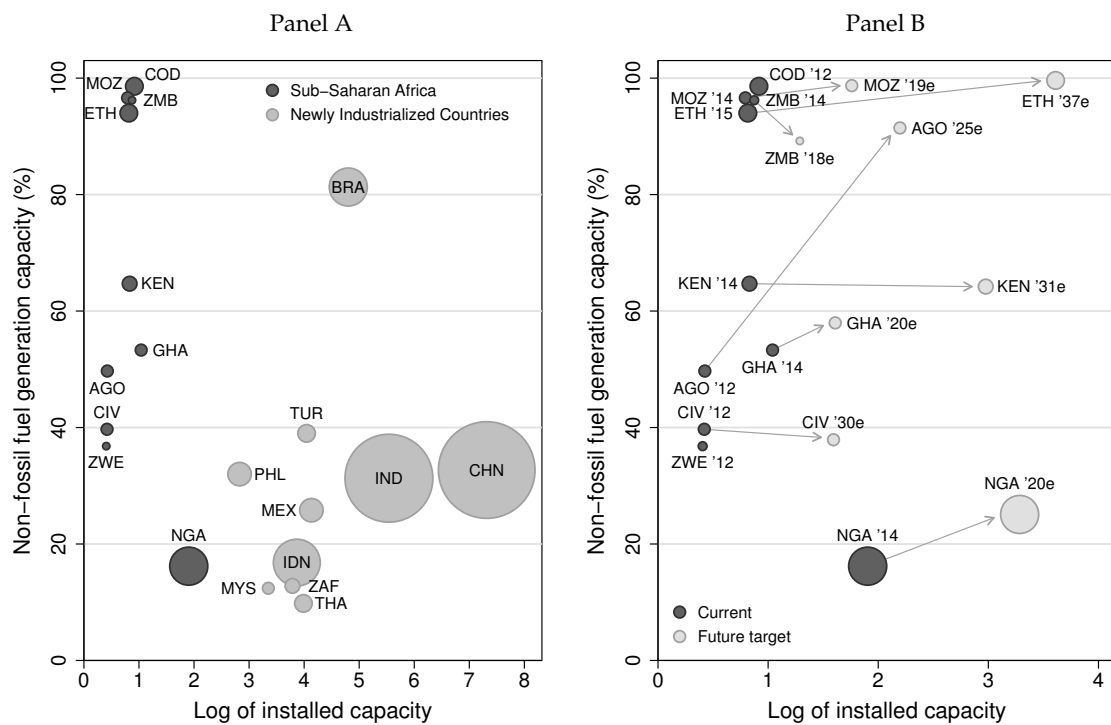 Panel A
Non−fossil fuel generation capacity (%)
100
80
60
40
20
0
MOZ
COD
ZMB
ETH
Sub−Saharan Africa
Newly Industrialized Countries
BRA
KEN
GHA
AGO
CIV
ZWE
TUR
PHL
IND
CHN
MEX
NGA
IDN
MYS
ZAF
THA
0 1 2 3 4 5 6 7 8
Log of installed capacity
Panel B
Non−fossil fuel generation capacity (%)
100
80
60
40
20
0
COD '12
MOZ '14
ZMB '14
ETH '15
MOZ '19e
ETH '37e
AGO '25e
ZMB '18e
KEN '14
KEN '31e
GHA '20e
GHA '14
AGO '12
CIV '12
CIV '30e
ZWE '12
NGA '20e
NGA '14
Current
Future target
0 1 2 3 4
Log of installed capacity